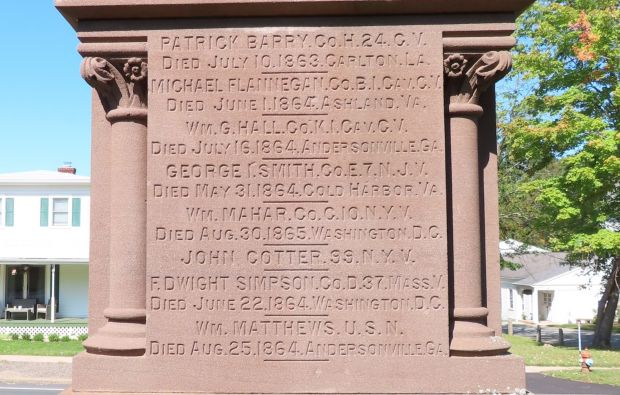 PATRICK BARRY. CO. H. 24. C. V.
DIED JULY 10. 1863. CARLTON. LA.
MICHAEL FLANNEGAN. CO. B. 1. CAV. C. V.
DIED JUNE 1. 1864. ASHLAND. VA.
WM. G. HALL. CO. K. 1. CAV. C. V.
DIED JULY 16. 1864. ANDERSONVILLE. GA.
GEORGE I. SMITH. CO. E. 7. N. J. V.
DIED MAY 31. 1864. COLD HARBOR. VA.
WM. MAHAR. CO. C. 10. N. Y. V.
DIED AUG. 30. 1865. WASHINGTON. D. C.
JOHN COTTER. 99. N. Y. V.
F. DWIGHT SIMPSON. CO. D. 37. MASS. V.
DIED JUNE 22. 1864. WASHINGTON. D. C.
WM. MATTHEWS. U. S. N.
DIED AUG. 25. 1864. ANDERSONVILLE. GA.